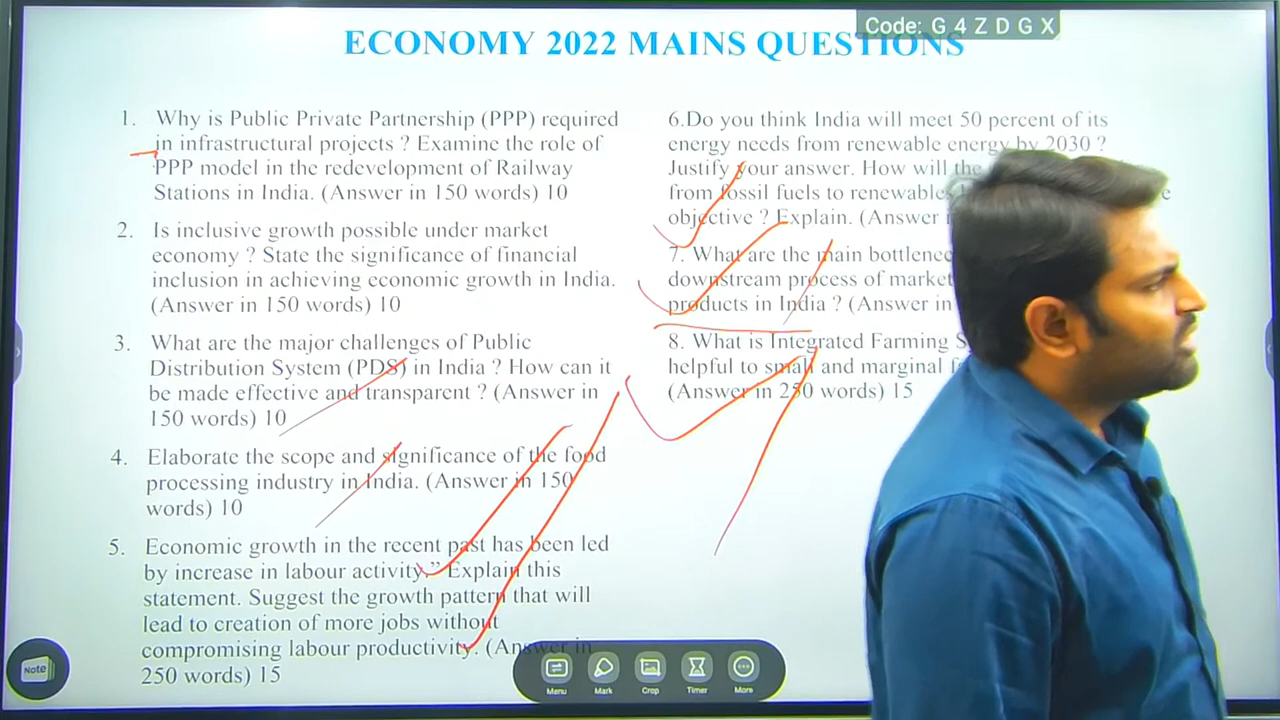 Code: G 4 Z D G X
ECONOMY 2022 MAINS QUESTIONS
1. Why is Public Private Partnership (PPP) required
in infrastructural projects ? Examine the role of
PPP model in the redevelopment of Railway
Stations in India. (Answer in 150 words) 10
2. Is inclusive growth possible under market
economy ? State the significance of financial
inclusion in achieving economic growth in India.
(Answer in 150 words) 10
3. What are the major challenges of Public
Distribution System (PDS) in India ? How can it
be made effective and transparent ? (Answer in
150 words) 10
4. Elaborate the scope and significance of the food
processing industry in India. (Answer in 150
words) 10
5. Economic growth in the recent past has been led
by increase in labour activity.” Explain this
statement. Suggest the growth pattern that will
lead to creation of more jobs without
compromising labour productivity. (Answer in
250 words) 15
6.Do you think India will meet 50 percent of its
energy needs from renewable energy by 2030 ?
Justify your answer. How will the
from fossil fuels to renewables
objective ? Explain. (Answer
7. What are the main
downstream process of
products in India ? (Answer in
8. What is Integrated Farming
helpful to small and marginal
(Answer in 250 words) 15
Note
Menu
Mark
Crop
Timer
More